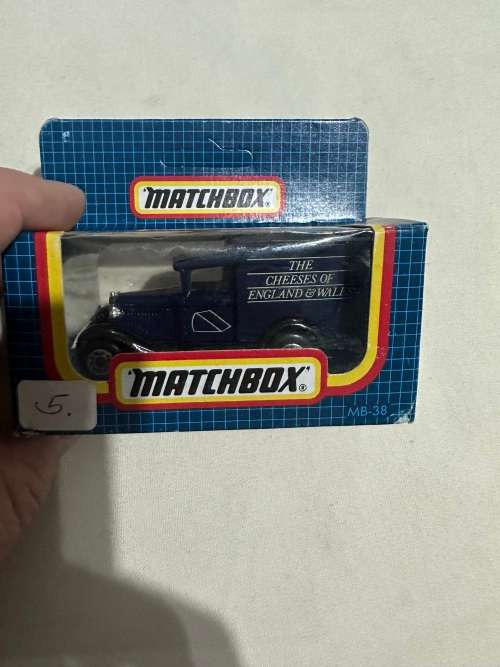 "MATCHBOX"
THE
CHEESES OF
ENGLAND & WALES
"MATCHBOX"®
5.
MB-38